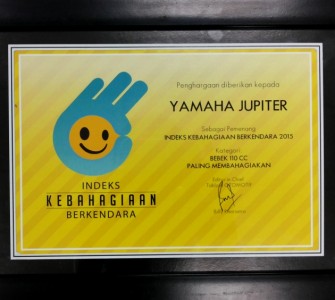 INDEKS
KEBAHAGIAAN
BERKENDARA
Penghargaan diberikan kepada
YAMAHA JUPITER
Sebagai Pemenang
INDEKS KEBAHAGIAAN BERKENDARA 2015
Kategori
BEBEK 110 CC
PALING MEMBAHAGIAKAN